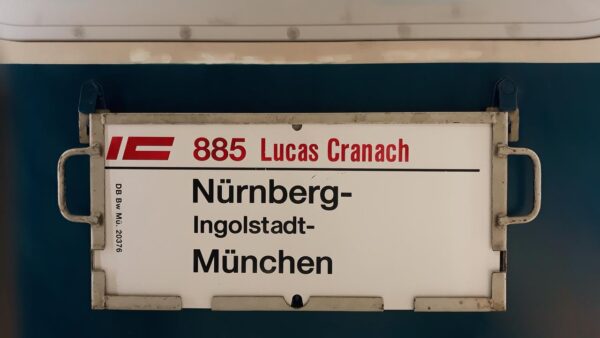 IC 885 Lucas Cranach
Nürnberg-
Ingolstadt-
München
DB Bw Mü. 20376